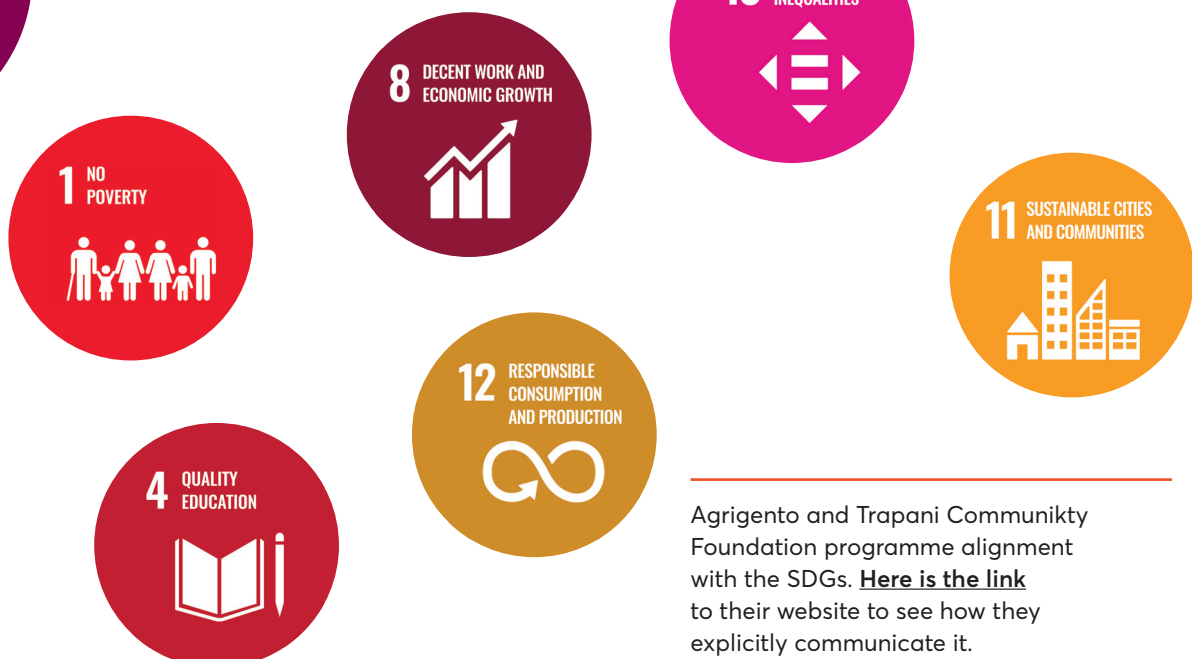 INEQUALITIES
8 DECENT WORK AND
ECONOMIC GROWTH
1 NO
POVERTY
11 SUSTAINABLE CITIES
AND COMMUNITIES
12 RESPONSIBLE
CONSUMPTION
AND PRODUCTION
4 QUALITY
EDUCATION
Agrigento and Trapani Communikty
Foundation programme alignment
with the SDGs. Here is the link
to their website to see how they
explicitly communicate it.